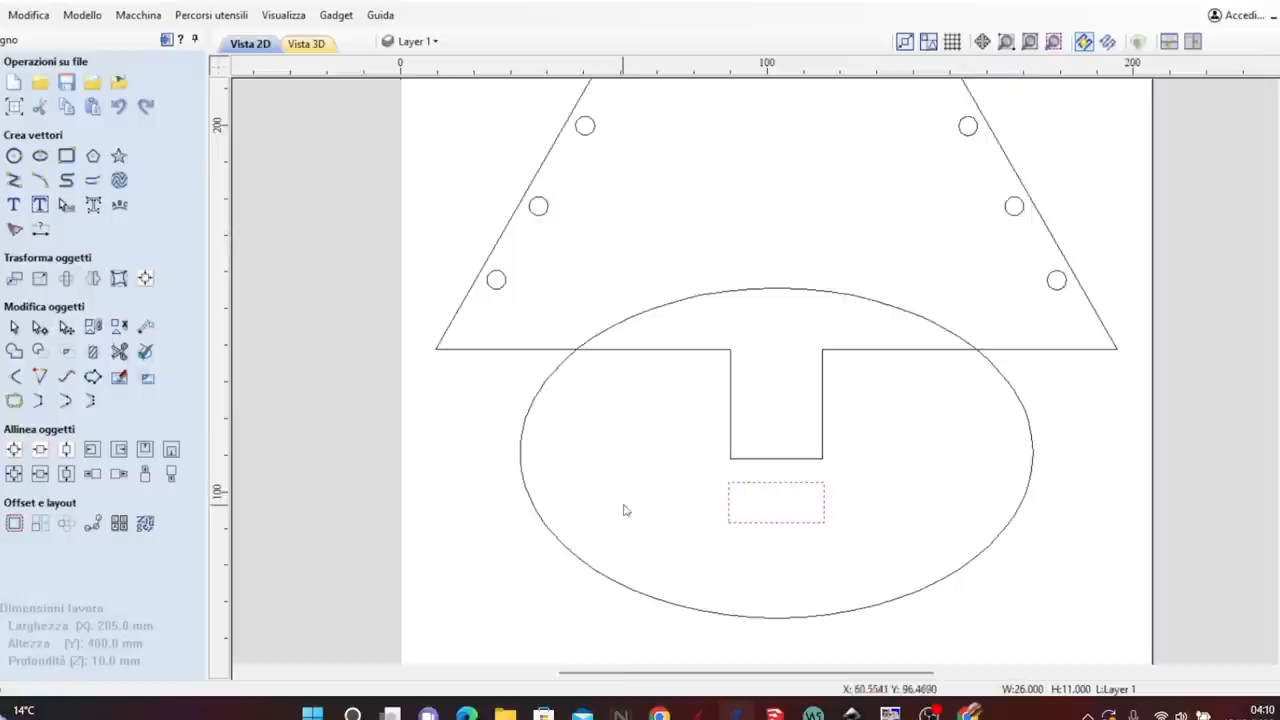 Modifica Modello Macchina Percorsi utensili Visualizza Gadget Guida Accedi...
gno ?
Vista 2D Vista 3D Layer 1
Operazioni su file
0 100 200
Crea vettori
200
Trasforma oggetti
Modifica oggetti
Allinea oggetti
100
Offset e layout
Dimensioni lavoro
Larghezza (X): 205.0 mm
Altezza (Y): 400.0 mm
Profondità (Z): 10.0 mm
X: 60.5541 Y: 96.4690 W:26.000 H:11.000 L:Layer 1
14°C 04:10